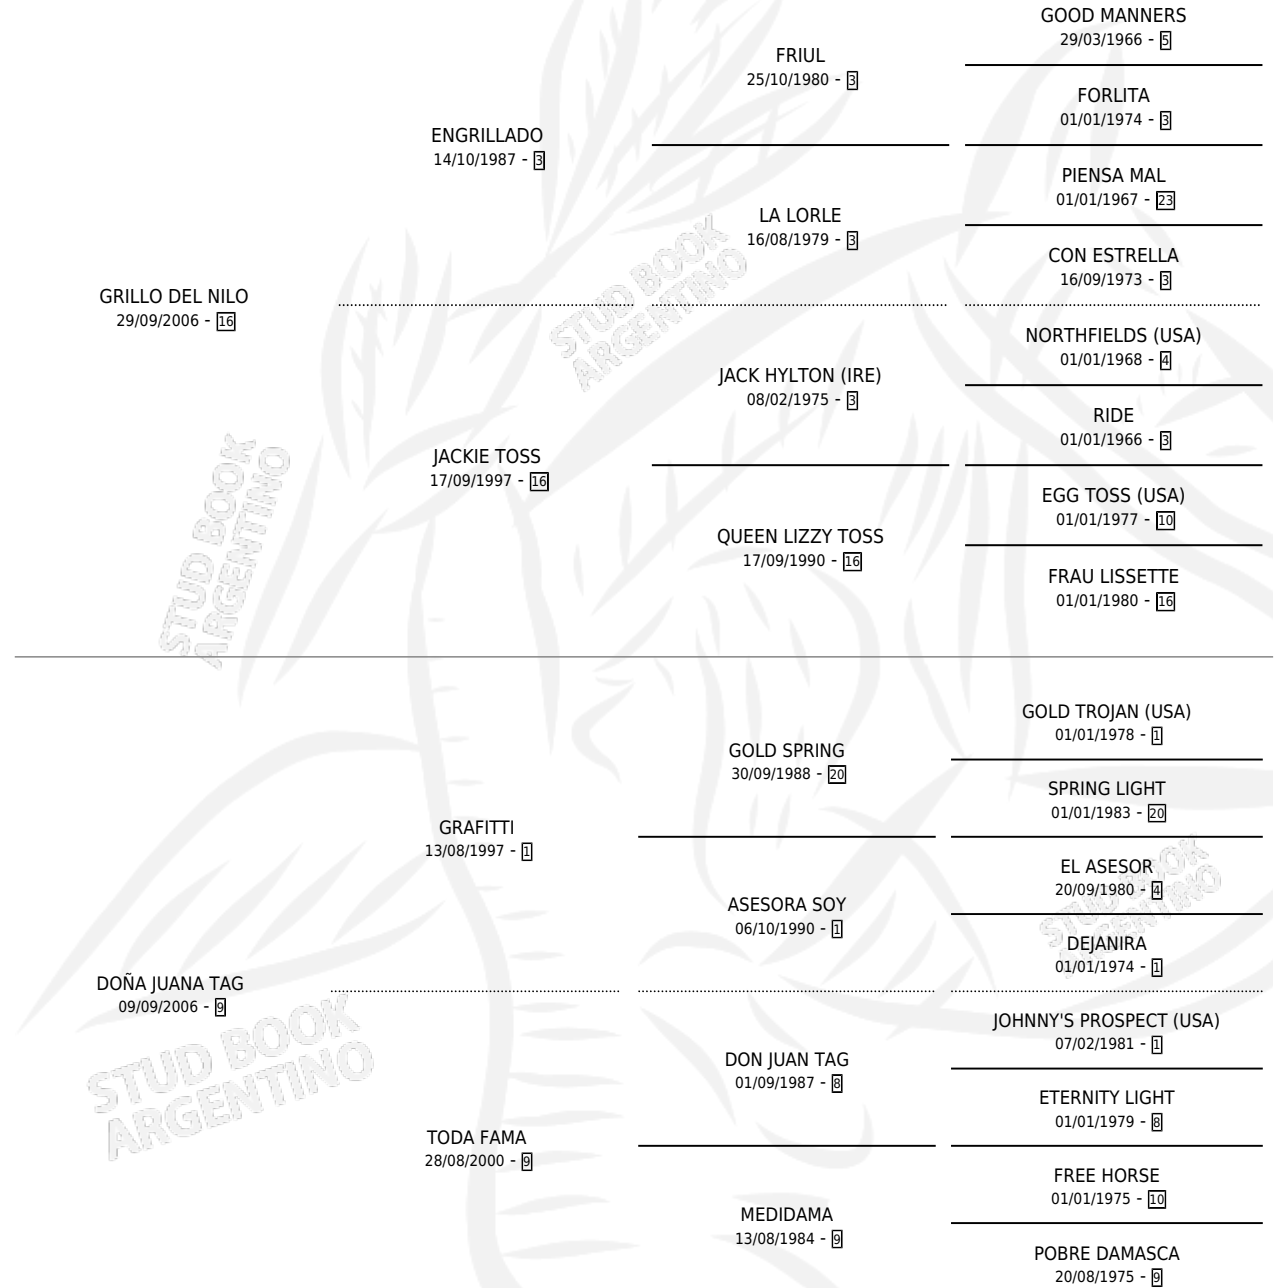 GOOD MANNERS
29/03/1966 - 5
FRIUL
25/10/1980 - 3
FORLITA
01/01/1974 - 3
ENGRILLADO
14/10/1987 - 3
PIENSA MAL
01/01/1967 - 23
LA LORLE
16/08/1979 - 3
CON ESTRELLA
16/09/1973 - 3
GRILLO DEL NILO
29/09/2006 - 16
STUD BOOK
ARGENTINO
NORTHFIELDS (USA)
01/01/1968 - 4
JACK HYLTON (IRE)
08/02/1975 - 3
RIDE
01/01/1966 - 3
JACKIE TOSS
17/09/1997 - 16
EGG TOSS (USA)
01/01/1977 - 10
QUEEN LIZZY TOSS
17/09/1990 - 16
FRAU LISSETTE
01/01/1980 - 16
STUD BOOK
ARGENTINO
GOLD TROJAN (USA)
01/01/1978 - 1
GOLD SPRING
30/09/1988 - 20
SPRING LIGHT
01/01/1983 - 20
GRAFITTI
13/08/1997 - 1
EL ASESOR
20/09/1980 - 4
ASESORA SOY
06/10/1990 - 1
DEJANIRA
01/01/1974 - 1
STUD BOOK
ARGENTINO
DOÑA JUANA TAG
09/09/2006 - 9
JOHNNY'S PROSPECT (USA)
07/02/1981 - 1
DON JUAN TAG
01/09/1987 - 8
ETERNITY LIGHT
01/01/1979 - 8
STUD BOOK
ARGENTINO
TODA FAMA
28/08/2000 - 9
FREE HORSE
01/01/1975 - 10
MEDIDAMA
13/08/1984 - 9
POBRE DAMASCA
20/08/1975 - 9